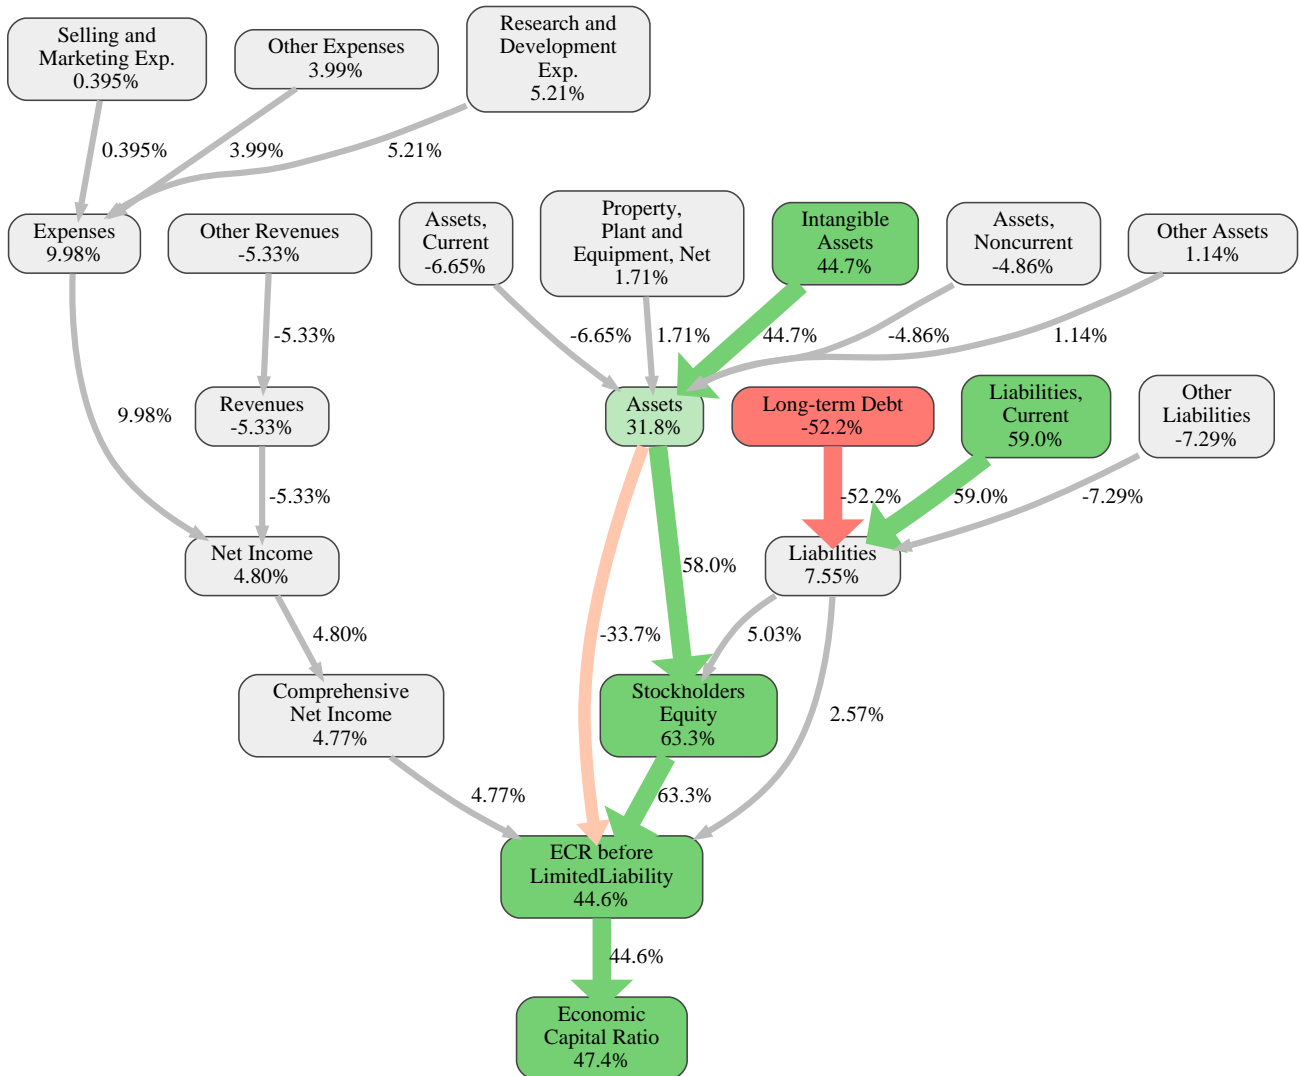 Selling and
Marketing Exp.
0.395%
Other Expenses
3.99%
Research and
Development
Exp.
5.21%
0.395%
3.99%
5.21%
Expenses
9.98%
Other Revenues
-5.33%
Assets,
Current
-6.65%
Property,
Plant and
Equipment, Net
1.71%
Intangible
Assets
44.7%
Assets,
Noncurrent
-4.86%
Other Assets
1.14%
-5.33%
-6.65%
1.71%
44.7%
-4.86%
1.14%
9.98%
Revenues
-5.33%
Assets
31.8%
Long-term Debt
-52.2%
Liabilities,
Current
59.0%
Other
Liabilities
-7.29%
-5.33%
-52.2%
59.0%
-7.29%
Net Income
4.80%
58.0%
Liabilities
7.55%
4.80%
-33.7%
5.03%
Comprehensive
Net Income
4.77%
Stockholders
Equity
63.3%
2.57%
4.77%
63.3%
ECR before
LimitedLiability
44.6%
44.6%
Economic
Capital Ratio
47.4%